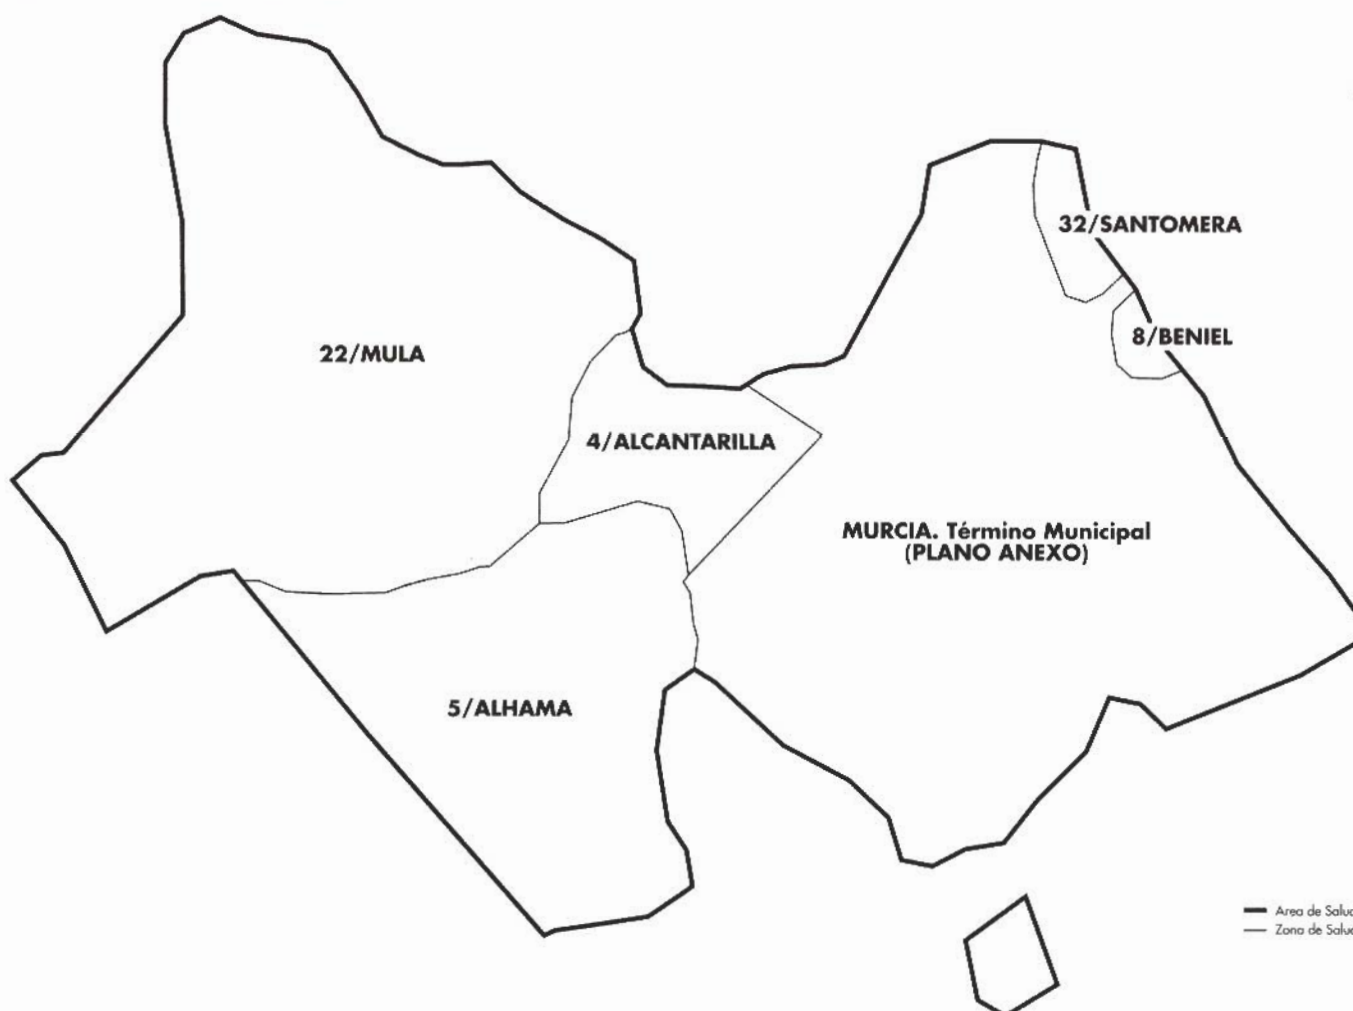 32/SANTOMERA
8/BENIEL
22/MULA
4/ALCANTARILLA
MURCIA. Término Municipal
(PLANO ANEXO)
5/ALHAMA
Area de Salud
Zona de Salud